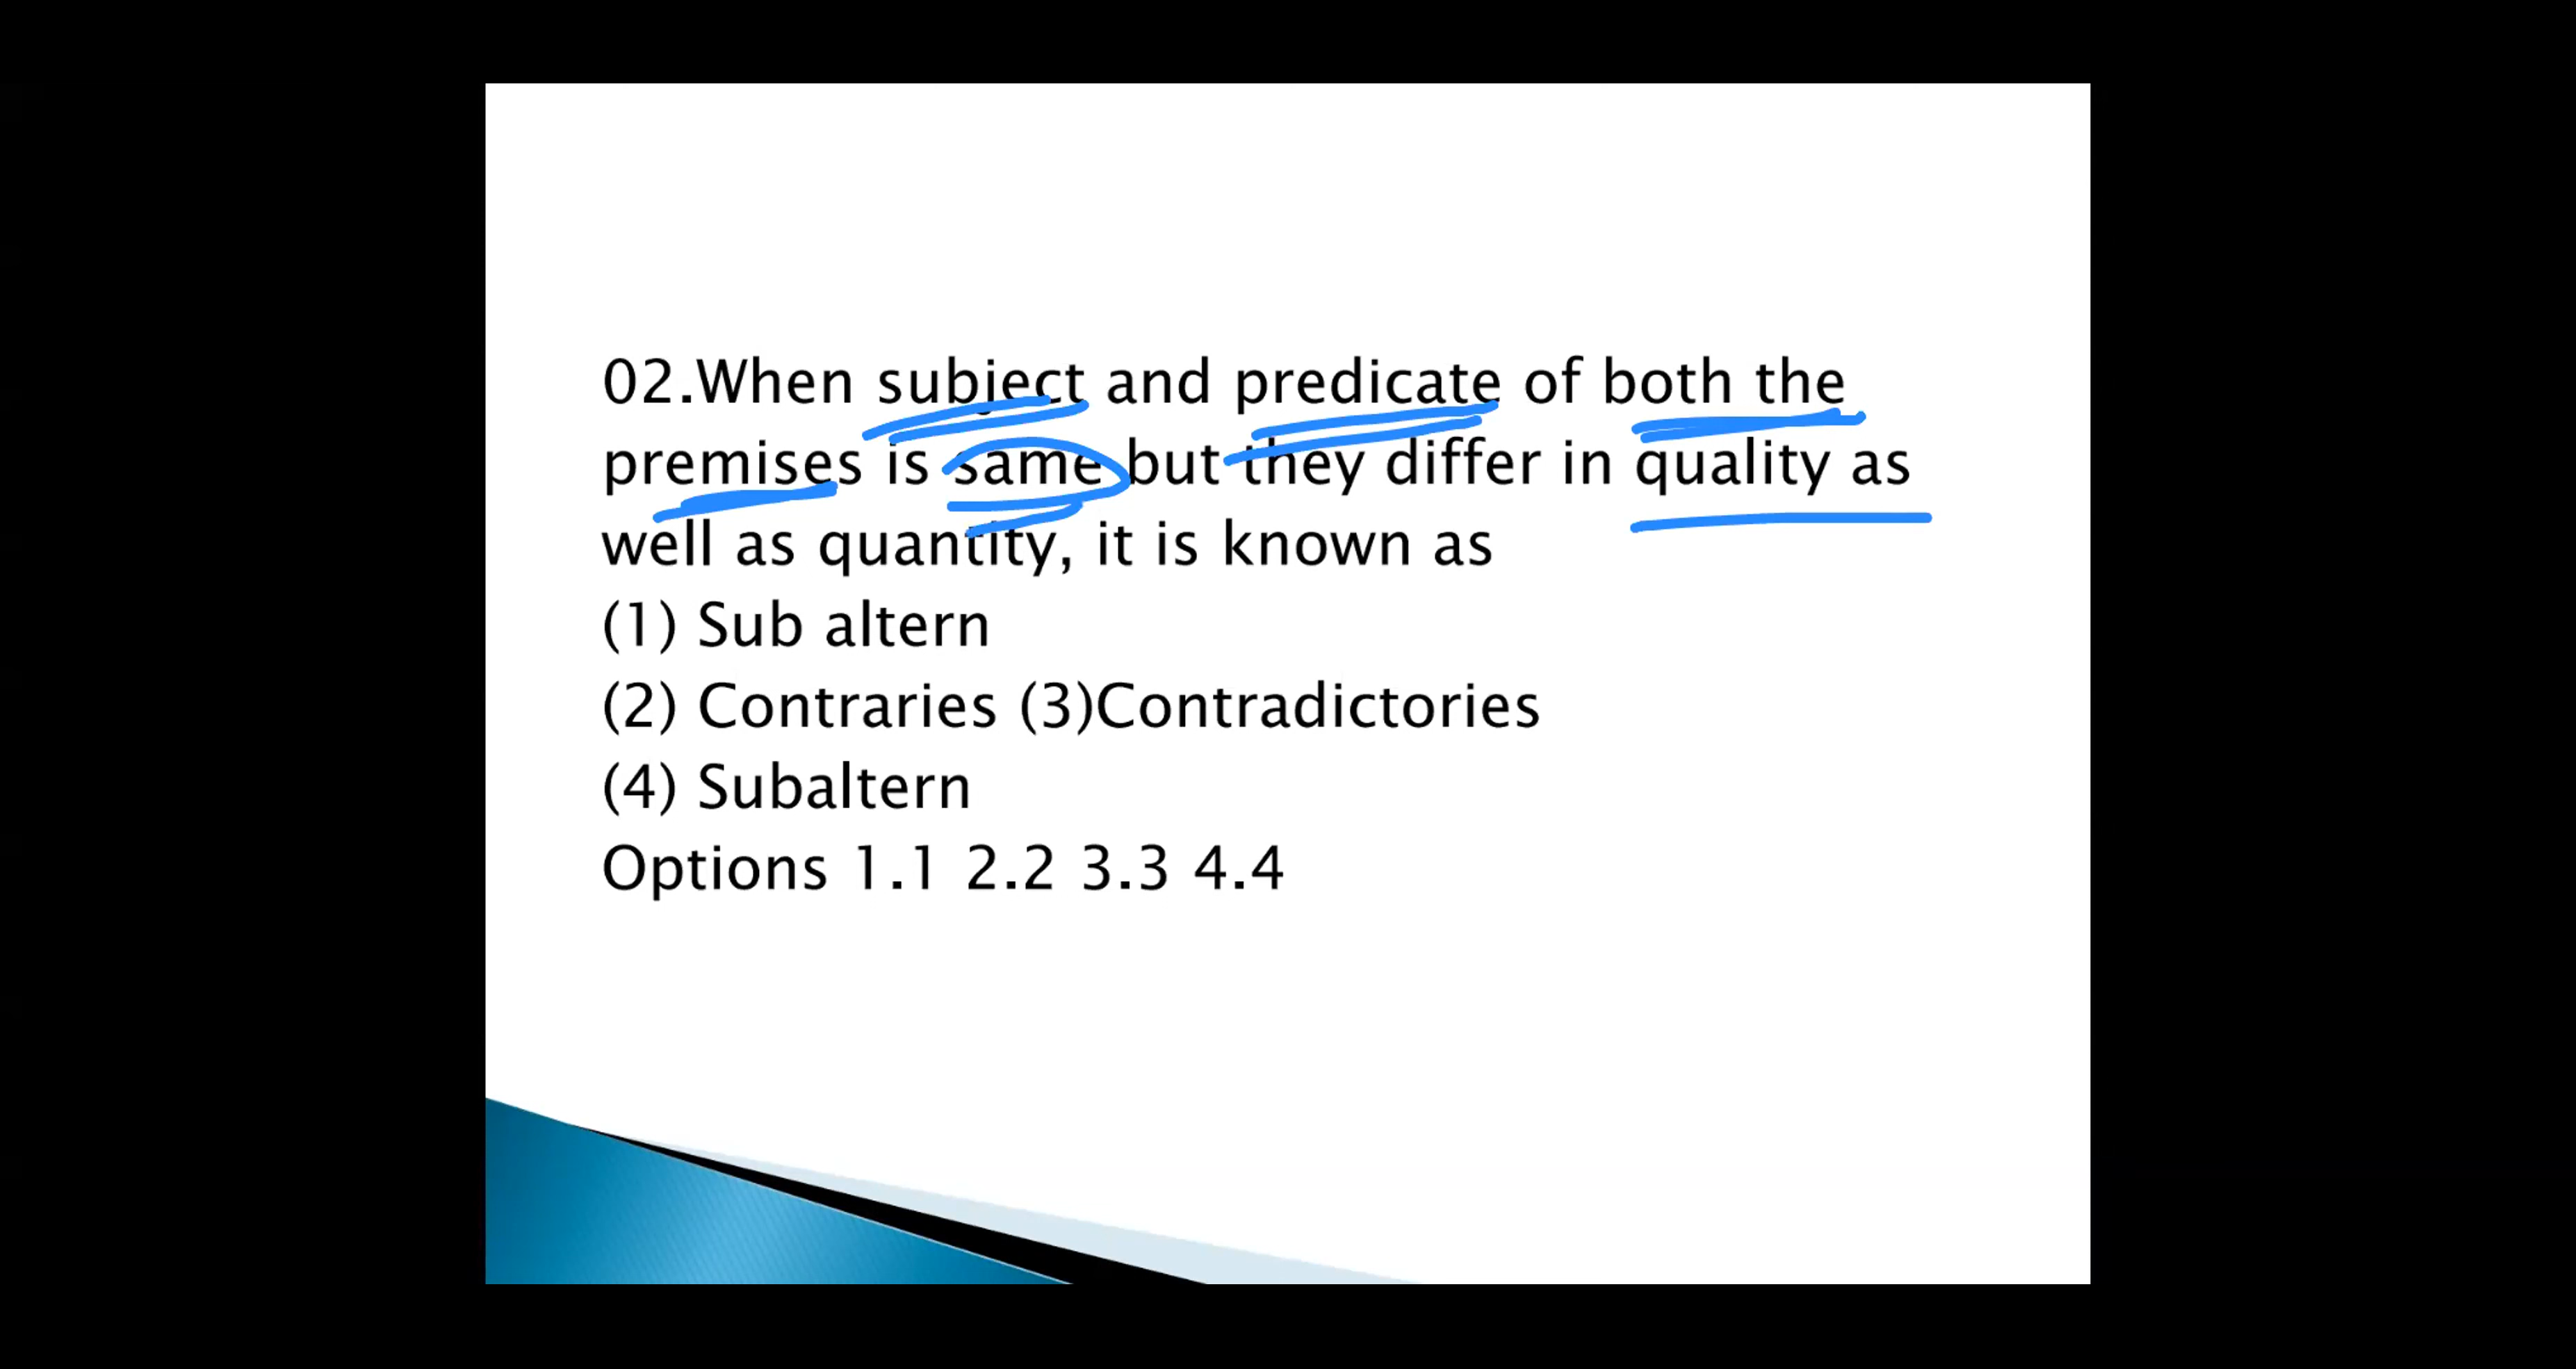 02.When subject and predicate of both the
premises is same but they differ in quality as
well as quantity, it is known as
(1) Sub altern
(2) Contraries (3)Contradictories
(4) Subaltern
Options 1.1 2.2 3.3 4.4